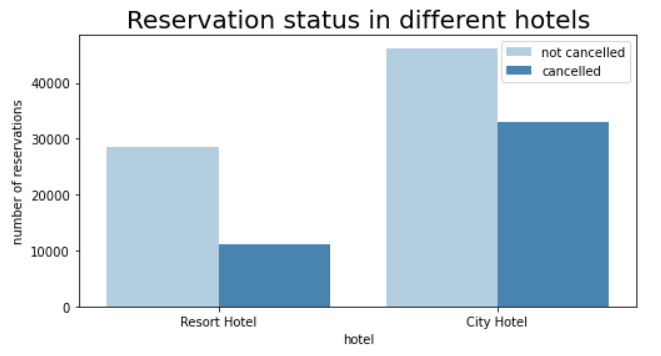 Reservation status in different hotels
not cancelled
cancelled
number of reservations
40000
30000
20000
10000
0
Resort Hotel
City Hotel
hotel